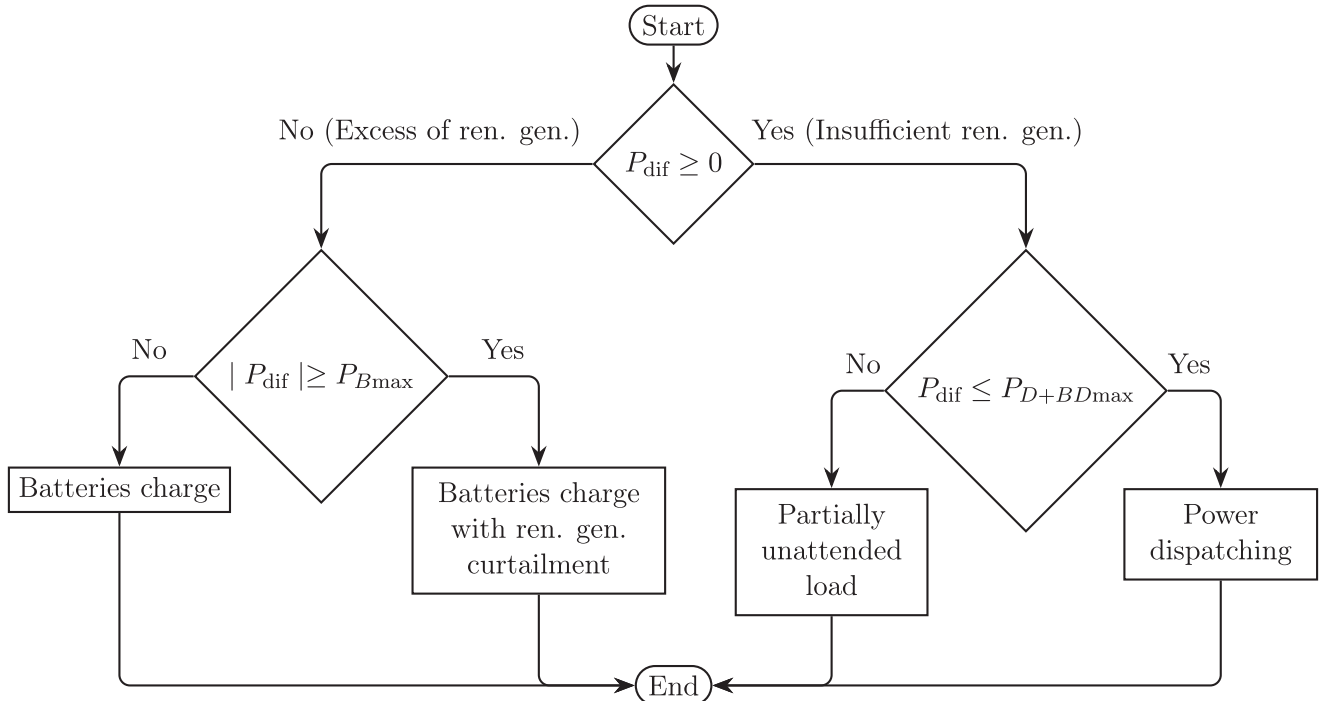 Start
No (Excess of ren. gen.)
Yes (Insufficient ren. gen.)
P_dif ≥ 0
No
Yes
| P_dif |≥ P_Bmax
No
Yes
P_dif ≤ P_D+BDmax
Batteries charge
Batteries charge
with ren. gen.
curtailment
Partially
unattended
load
Power
dispatching
End